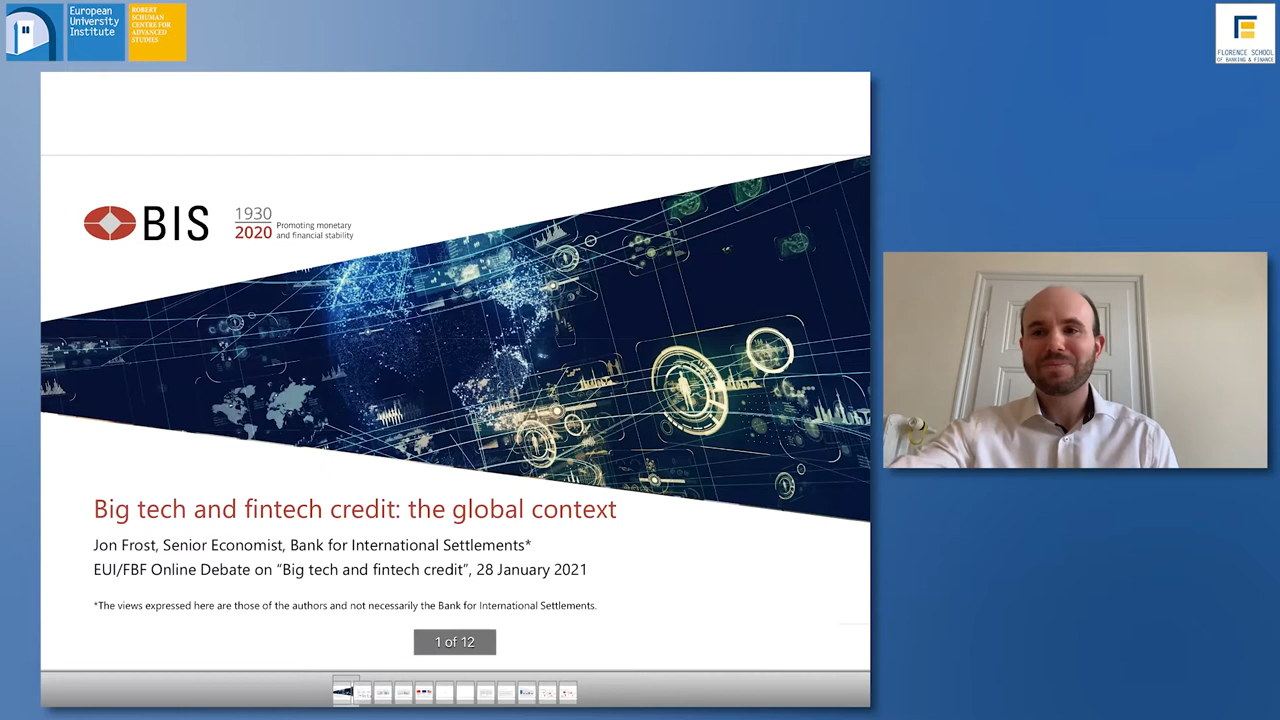 European
University
Institute
ROBERT
SCHUMAN
CENTRE FOR
ADVANCED
STUDIES
FLORENCE SCHOOL
OF BANKING & FINANCE
BIS
1930
2020
Promoting monetary
and financial stability
Big tech and fintech credit: the global context
Jon Frost, Senior Economist, Bank for International Settlements*
EUI/FBF Online Debate on “Big tech and fintech credit”, 28 January 2021
*The views expressed here are those of the authors and not necessarily the Bank for International Settlements.
1 of 12